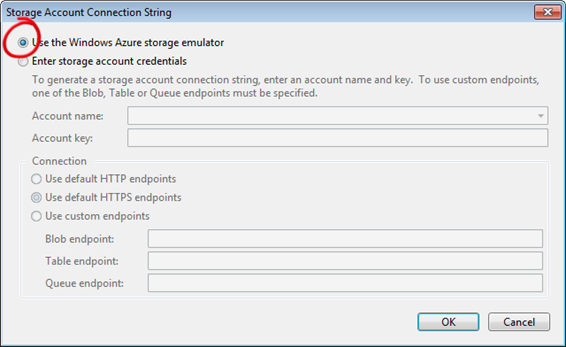 Storage Account Connection String
Use the Windows Azure storage emulator
Enter storage account credentials
To generate a storage account connection string, enter an account name and key. To use custom endpoints,
one of the Blob, Table or Queue endpoints must be specified.
Account name:
Account key:
Connection
Use default HTTP endpoints
Use default HTTPS endpoints
Use custom endpoints
Blob endpoint:
Table endpoint:
Queue endpoint:
OK Cancel